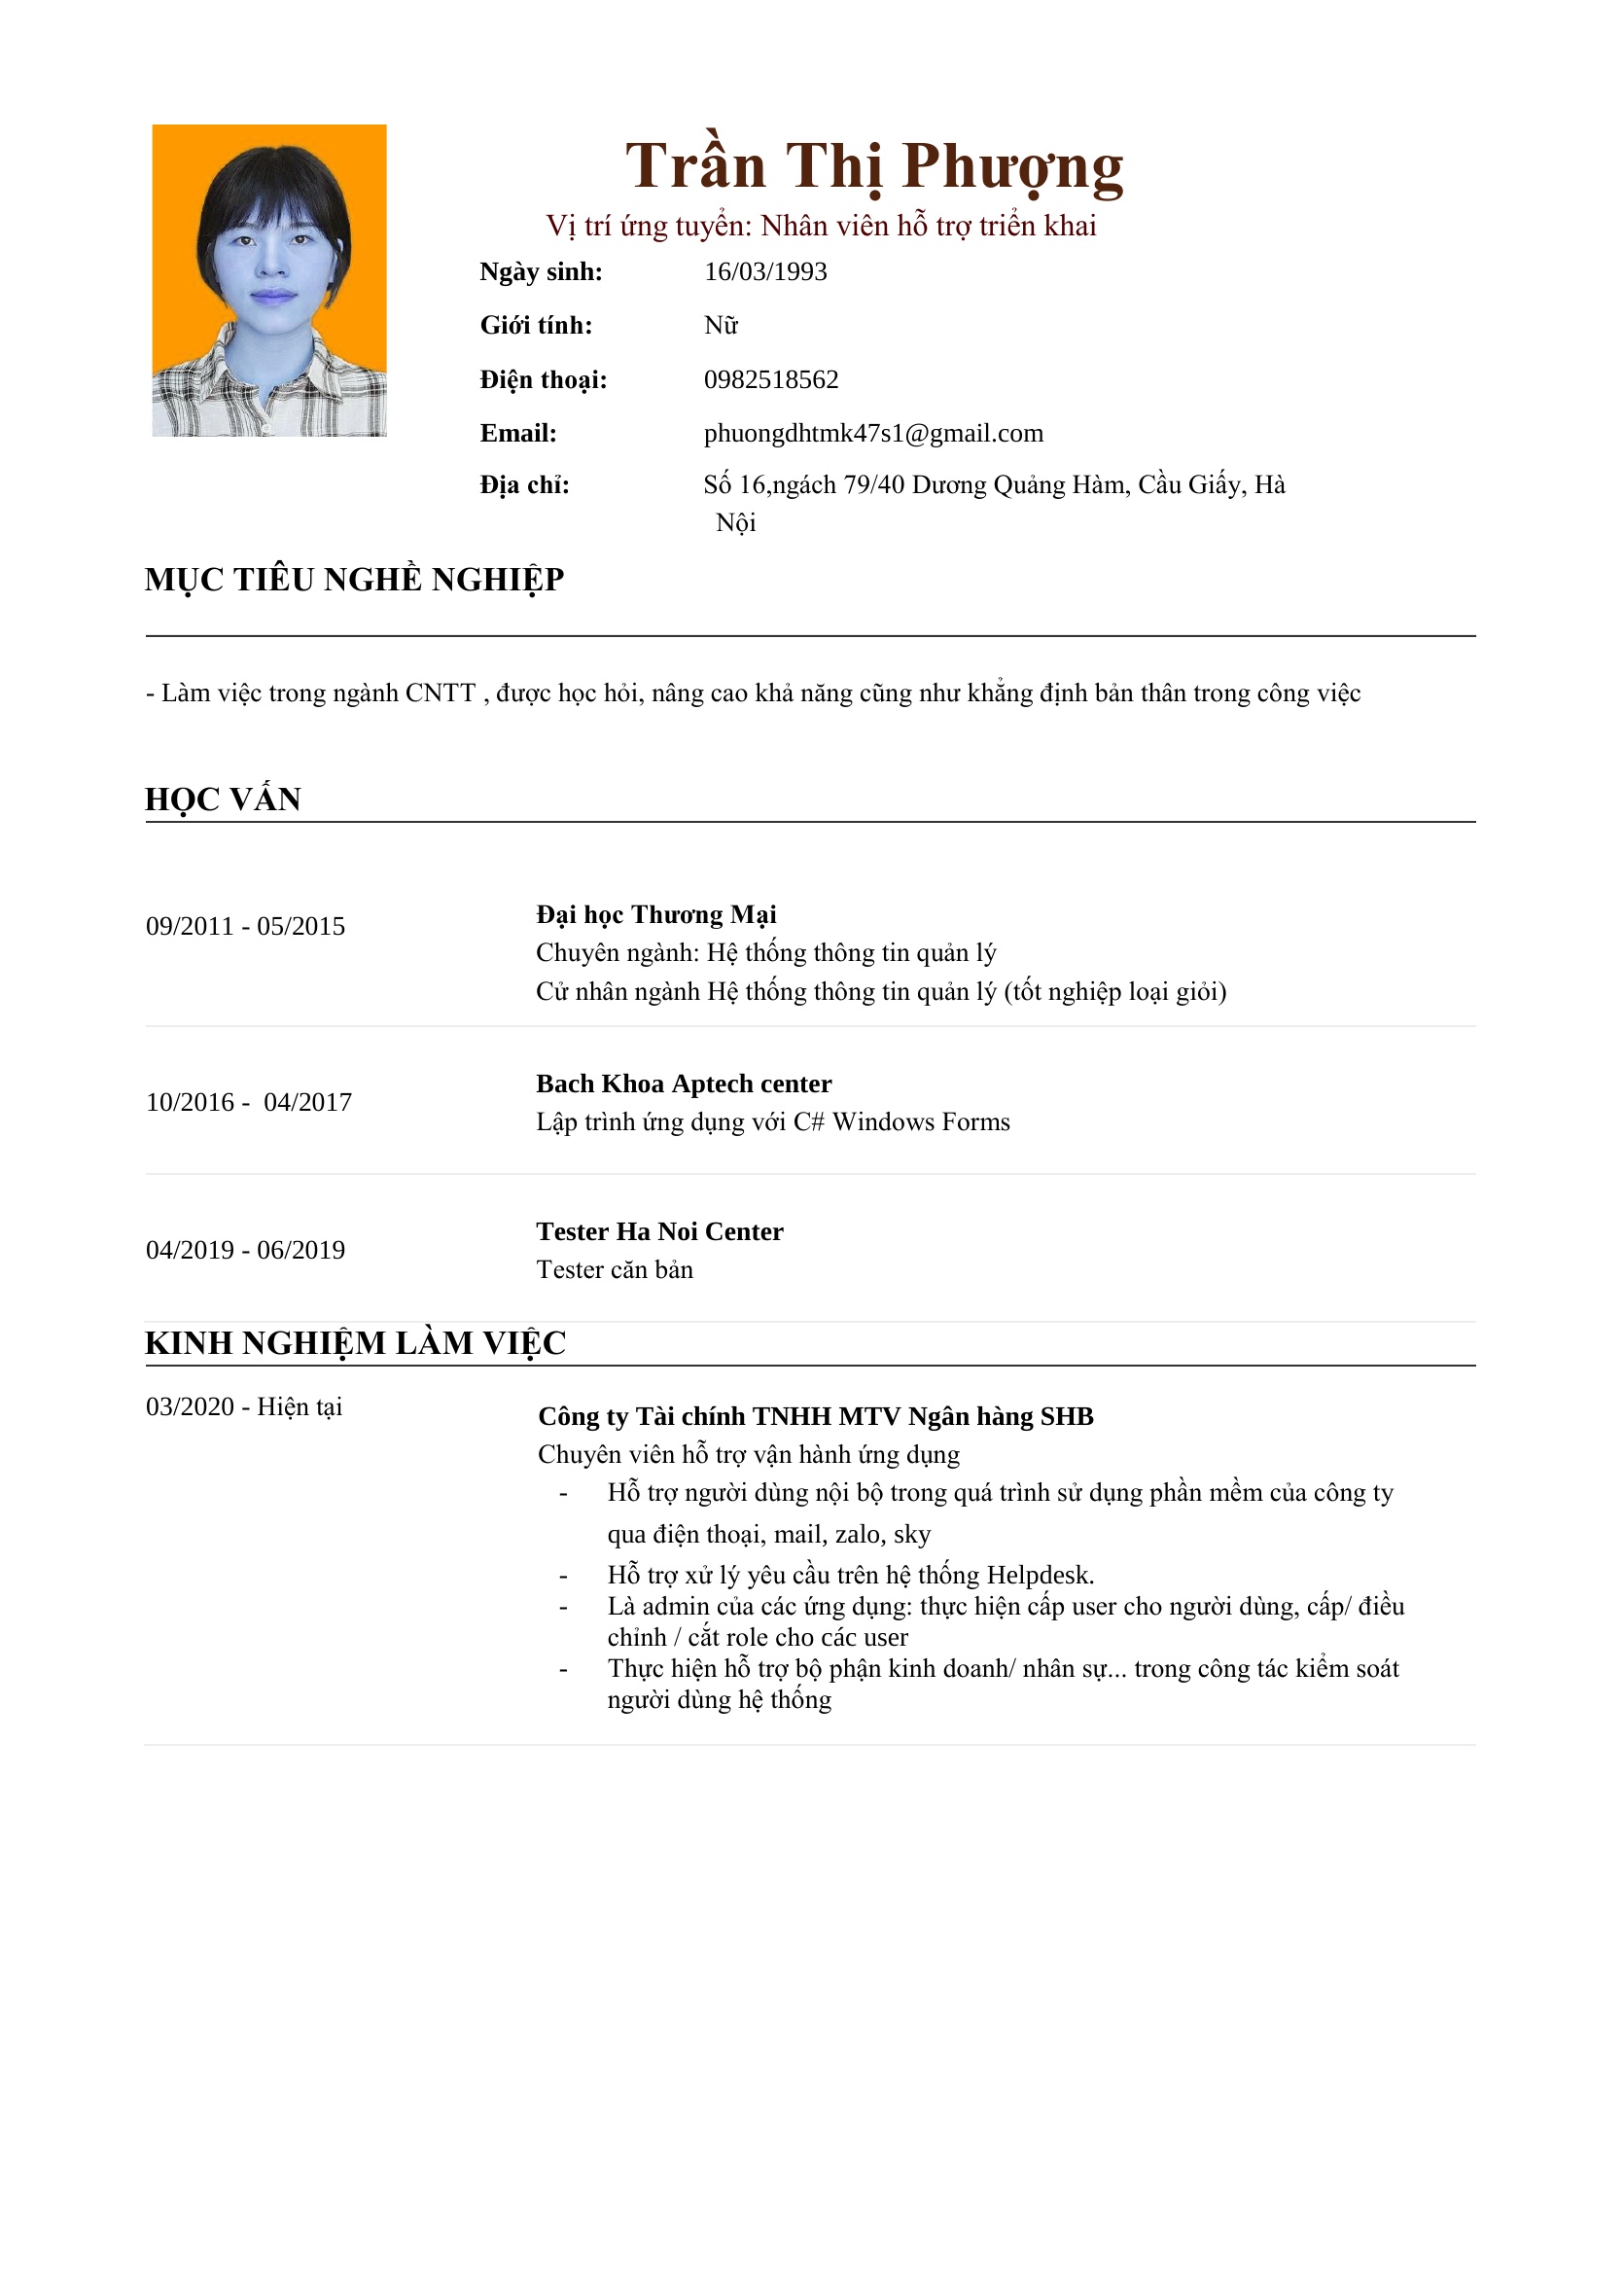 Trần Thị Phượng
Vị trí ứng tuyển: Nhân viên hỗ trợ triển khai
Ngày sinh: 16/03/1993
Giới tính: Nữ
Điện thoại: 0982518562
Email: phuongdhtmk47s1@gmail.com
Địa chỉ: Số 16,ngách 79/40 Dương Quảng Hàm, Cầu Giấy, Hà
Nội
MỤC TIÊU NGHỀ NGHIỆP
- Làm việc trong ngành CNTT , được học hỏi, nâng cao khả năng cũng như khẳng định bản thân trong công việc
HỌC VẤN
09/2011 - 05/2015
Đại học Thương Mại
Chuyên ngành: Hệ thống thông tin quản lý
Cử nhân ngành Hệ thống thông tin quản lý (tốt nghiệp loại giỏi)
10/2016 - 04/2017
Bach Khoa Aptech center
Lập trình ứng dụng với C# Windows Forms
04/2019 - 06/2019
Tester Ha Noi Center
Tester căn bản
KINH NGHIỆM LÀM VIỆC
03/2020 - Hiện tại
Công ty Tài chính TNHH MTV Ngân hàng SHB
Chuyên viên hỗ trợ vận hành ứng dụng
- Hỗ trợ người dùng nội bộ trong quá trình sử dụng phần mềm của công ty
qua điện thoại, mail, zalo, sky
- Hỗ trợ xử lý yêu cầu trên hệ thống Helpdesk.
- Là admin của các ứng dụng: thực hiện cấp user cho người dùng, cấp/ điều
chỉnh / cắt role cho các user
- Thực hiện hỗ trợ bộ phận kinh doanh/ nhân sự... trong công tác kiểm soát
người dùng hệ thống